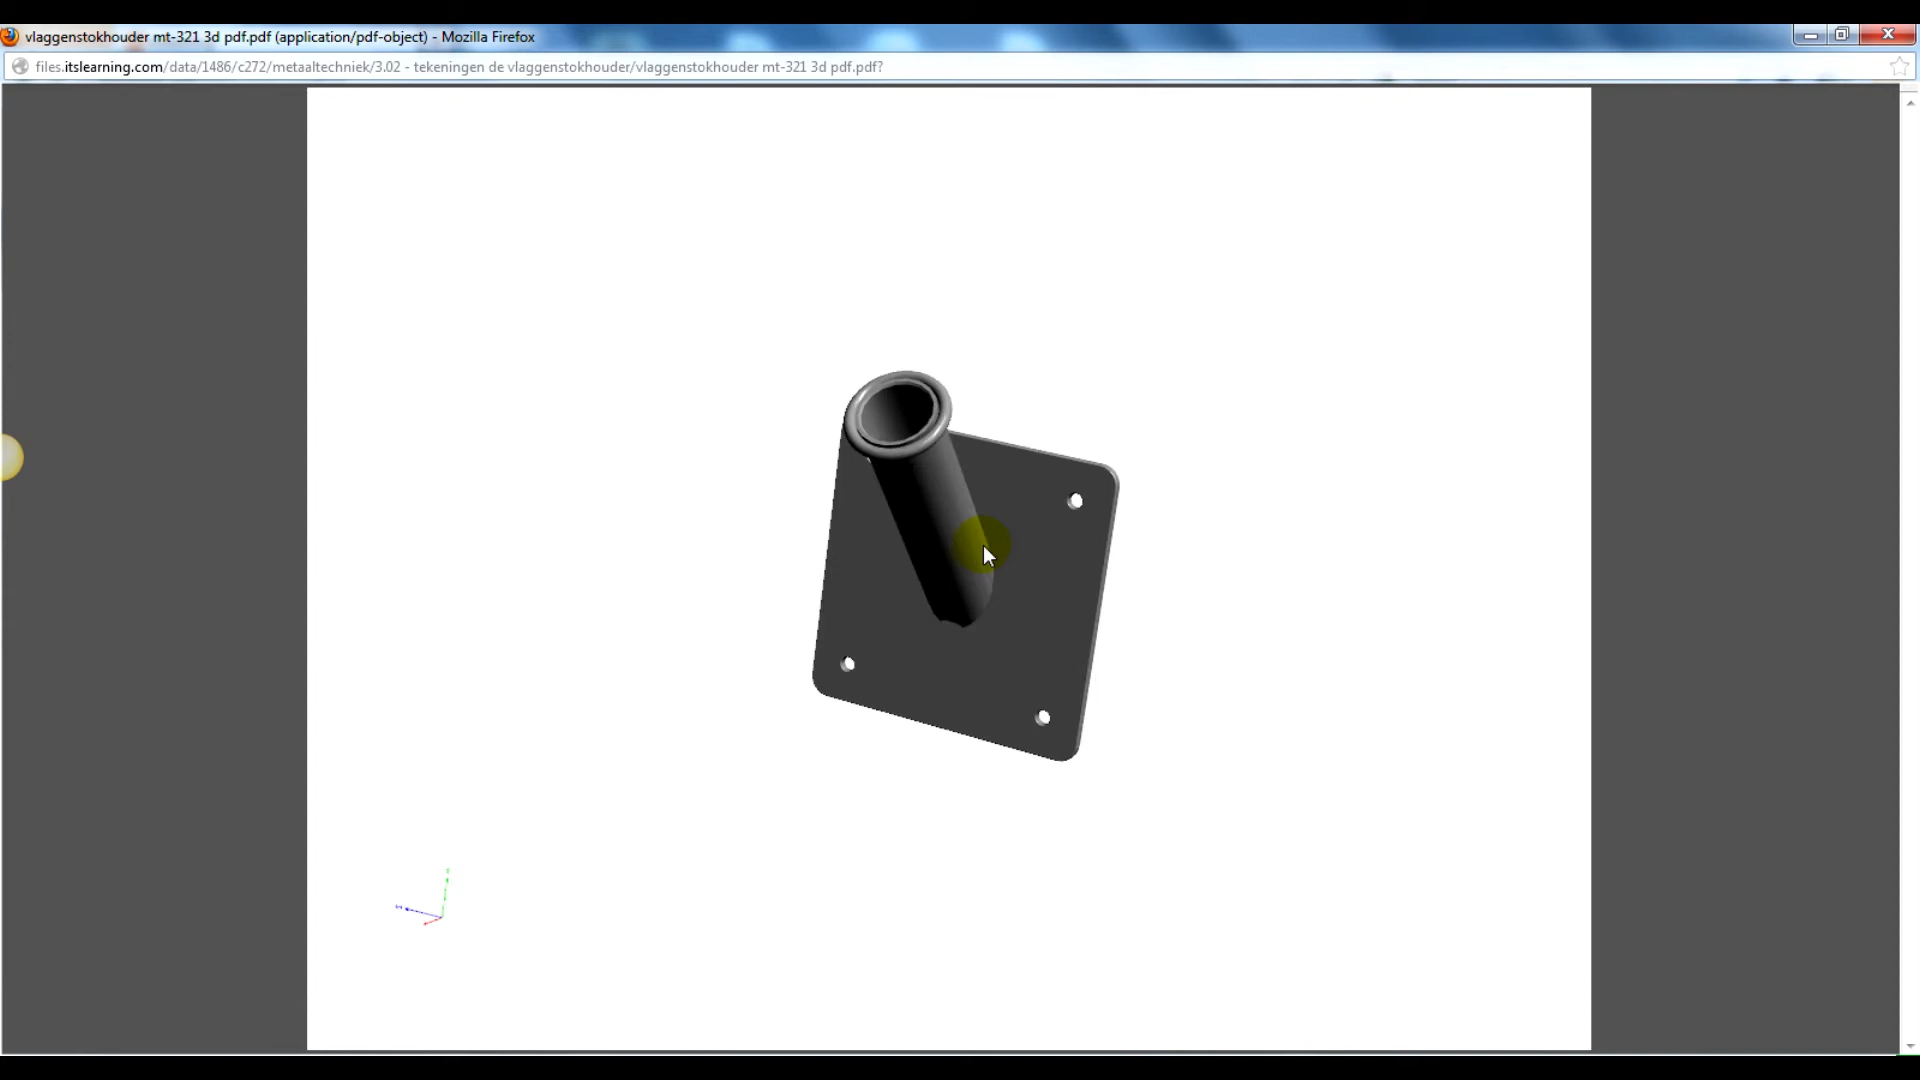 vlaggenstokhouder mt-321 3d pdf.pdf (application/pdf-object) - Mozilla Firefox
files.itslearning.com/data/1486/c272/metaaltechniek/3.02 - tekeningen de vlaggenstokhouder/vlaggenstokhouder mt-321 3d pdf.pdf?